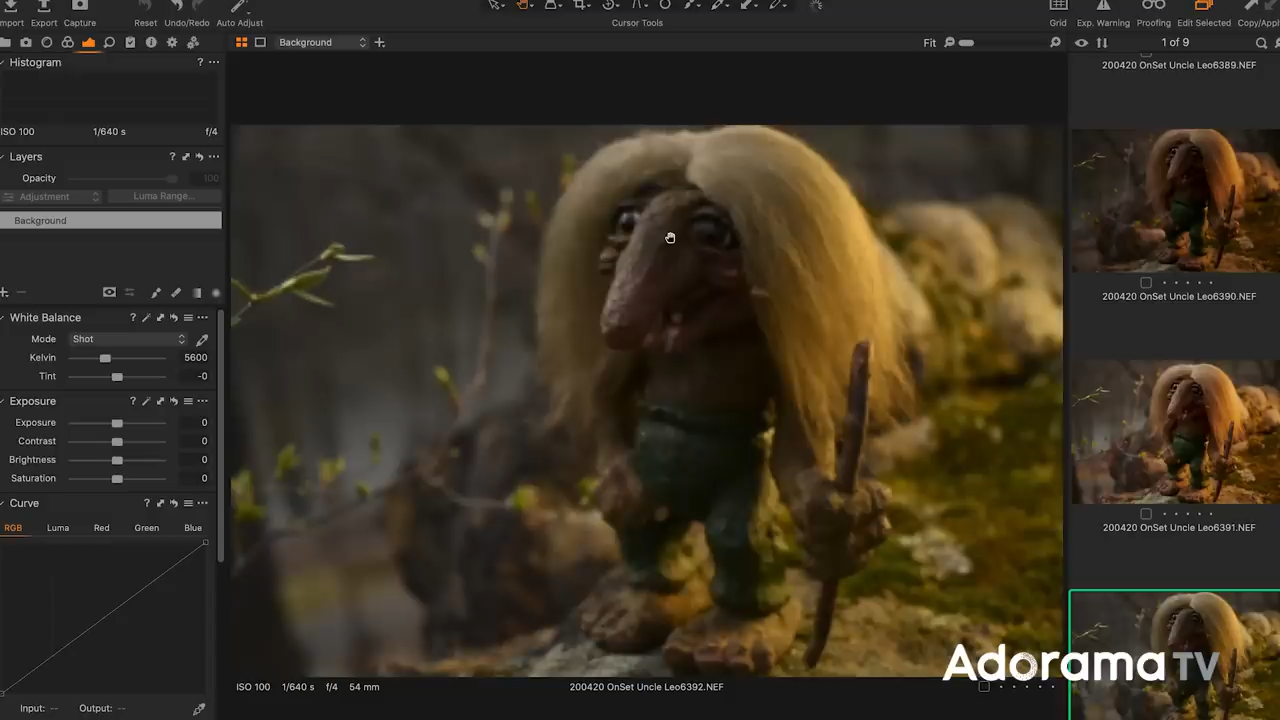 Import Export Capture Reset Undo/Redo Auto Adjust Cursor Tools Grid Exp. Warning Proofing Edit Selected
Background Fit 1 of 9
Histogram ?
ISO 100 1/640 s f/4
Layers ?
Opacity 100
Adjustment Luma Range...
Background
White Balance ?
Mode Shot
Kelvin 5600
Tint -0
Exposure ?
Exposure 0
Contrast 0
Brightness 0
Saturation 0
Curve ?
RGB Luma Red Green Blue
Input: -- Output: --
ISO 100 1/640 s f/4 54 mm 200420 OnSet Uncle Leo6392.NEF
200420 OnSet Uncle Leo6389.NEF
200420 OnSet Uncle Leo6390.NEF
200420 OnSet Uncle Leo6391.NEF
Adorama TV